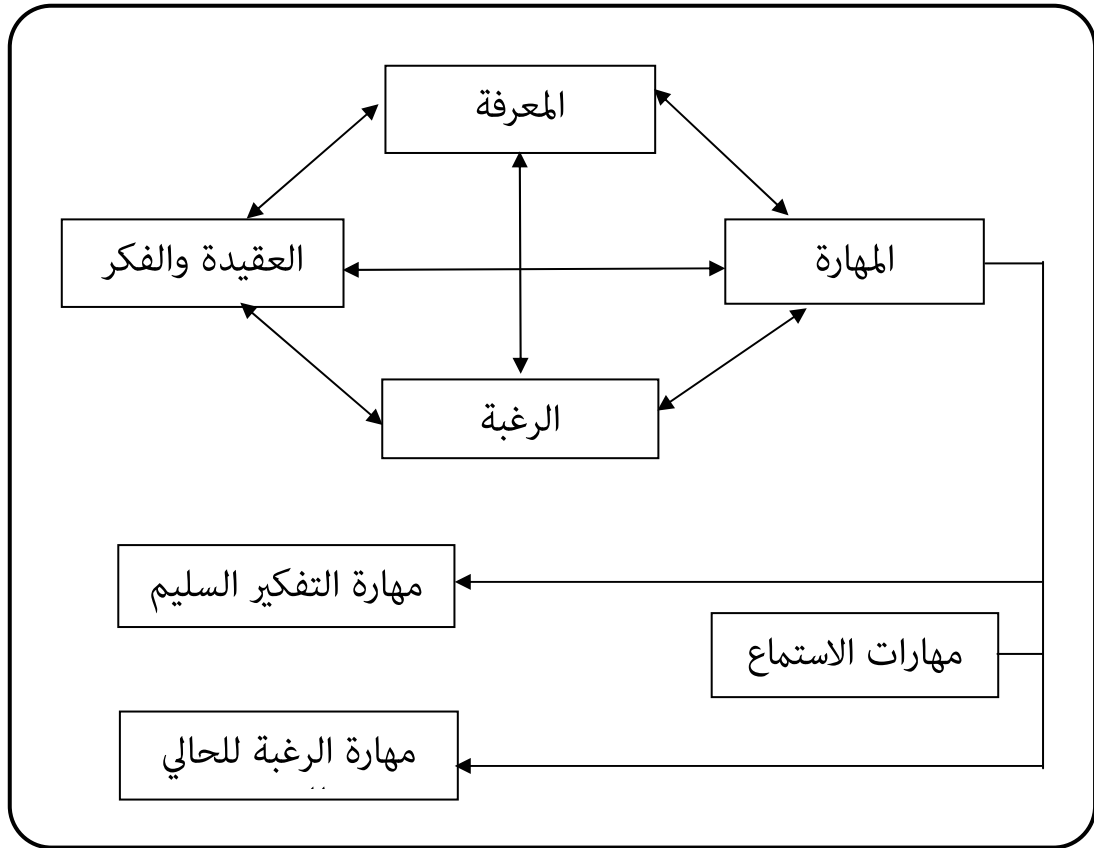 المعرفة
المهارة
العقيدة والفكر
الرغبة
مهارة التفكير السليم
مهارات الاستماع
مهارة الرغبة للحالي